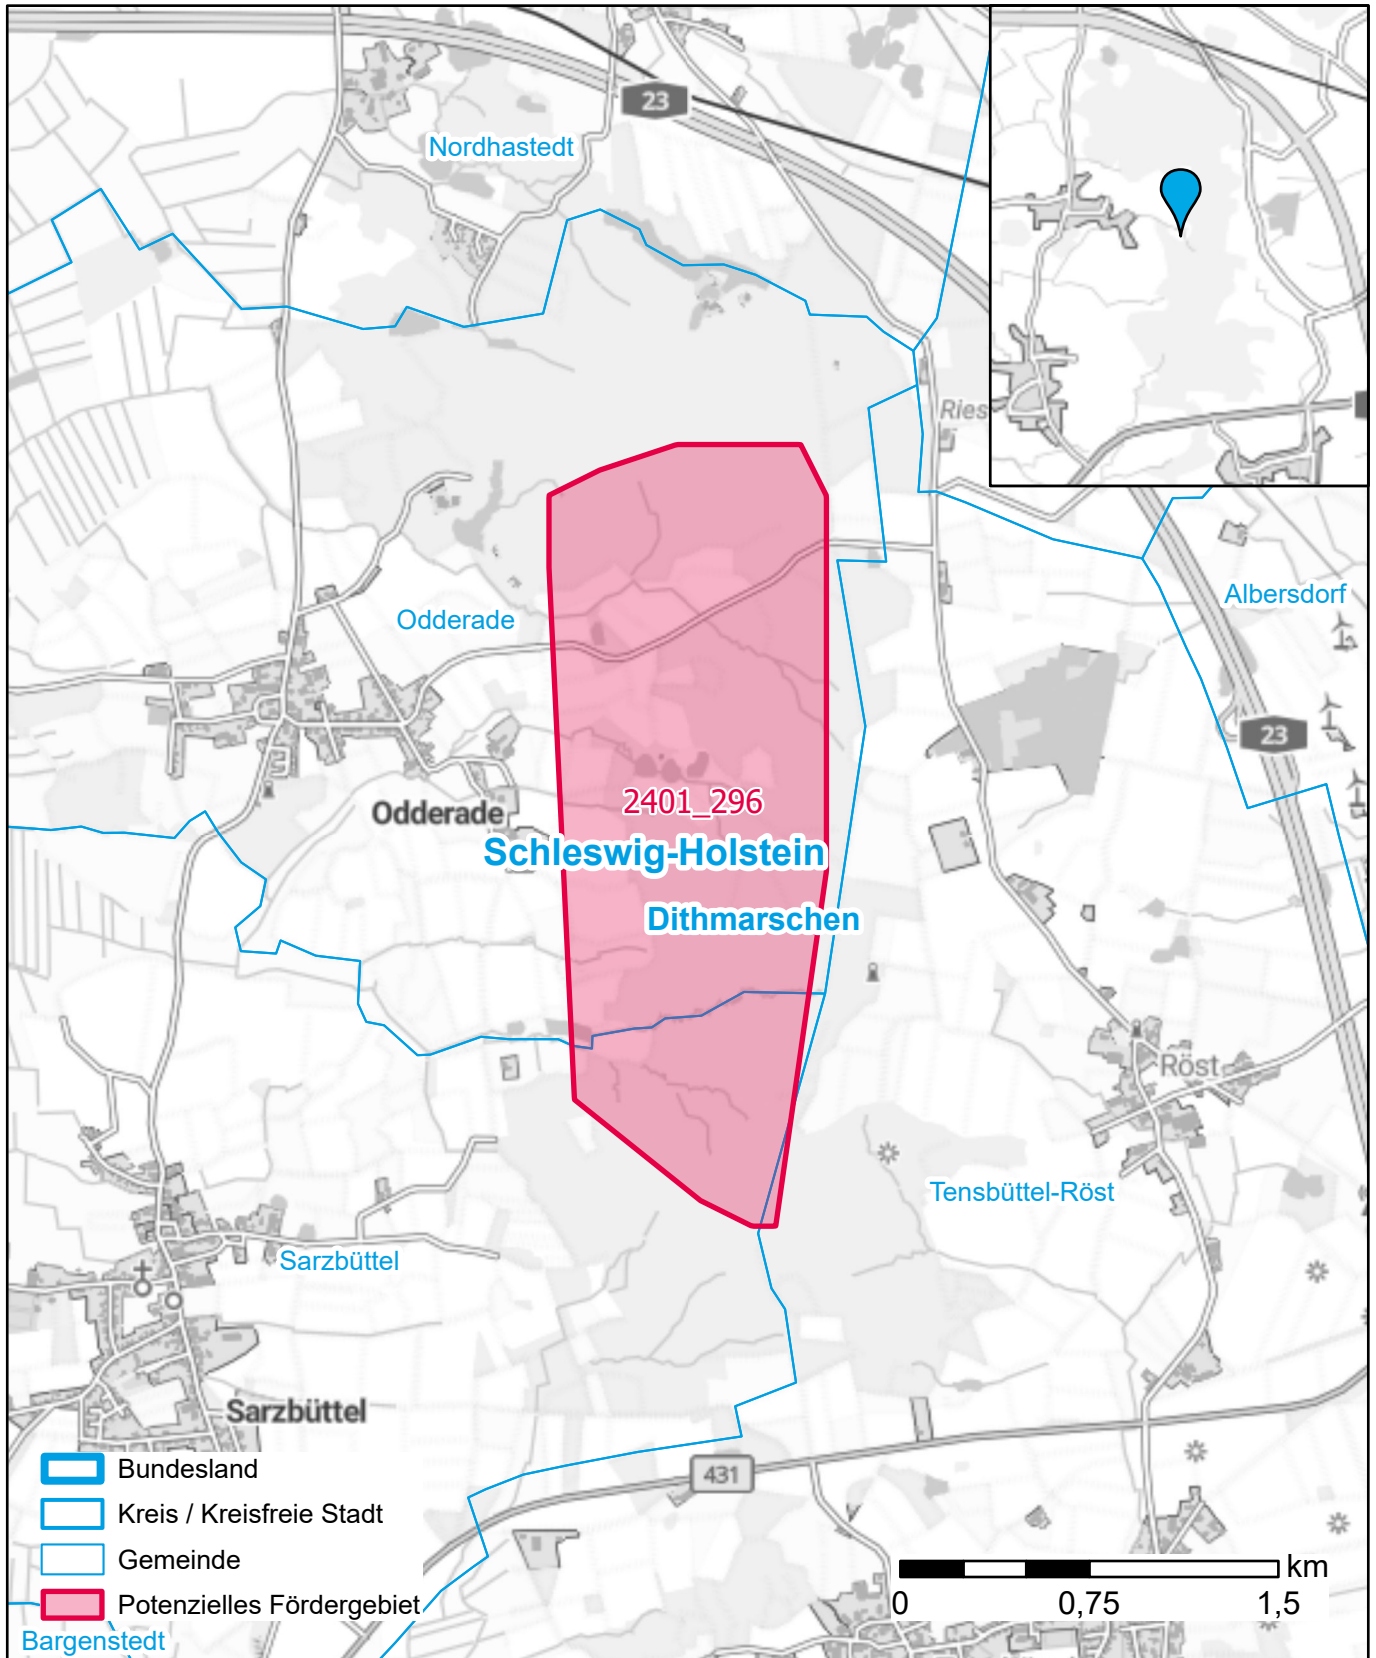 23
Nordhastedt
Ries
Albersdorf
Odderade
23
2401_296
Odderade
Schleswig-Holstein
Dithmarschen
Röst
Tensbüttel-Röst
Sarzbüttel
Sarzbüttel
431
Bundesland
Kreis / Kreisfreie Stadt
Gemeinde
Potenzielles Fördergebiet
Bargenstedt
km
0 0,75 1,5